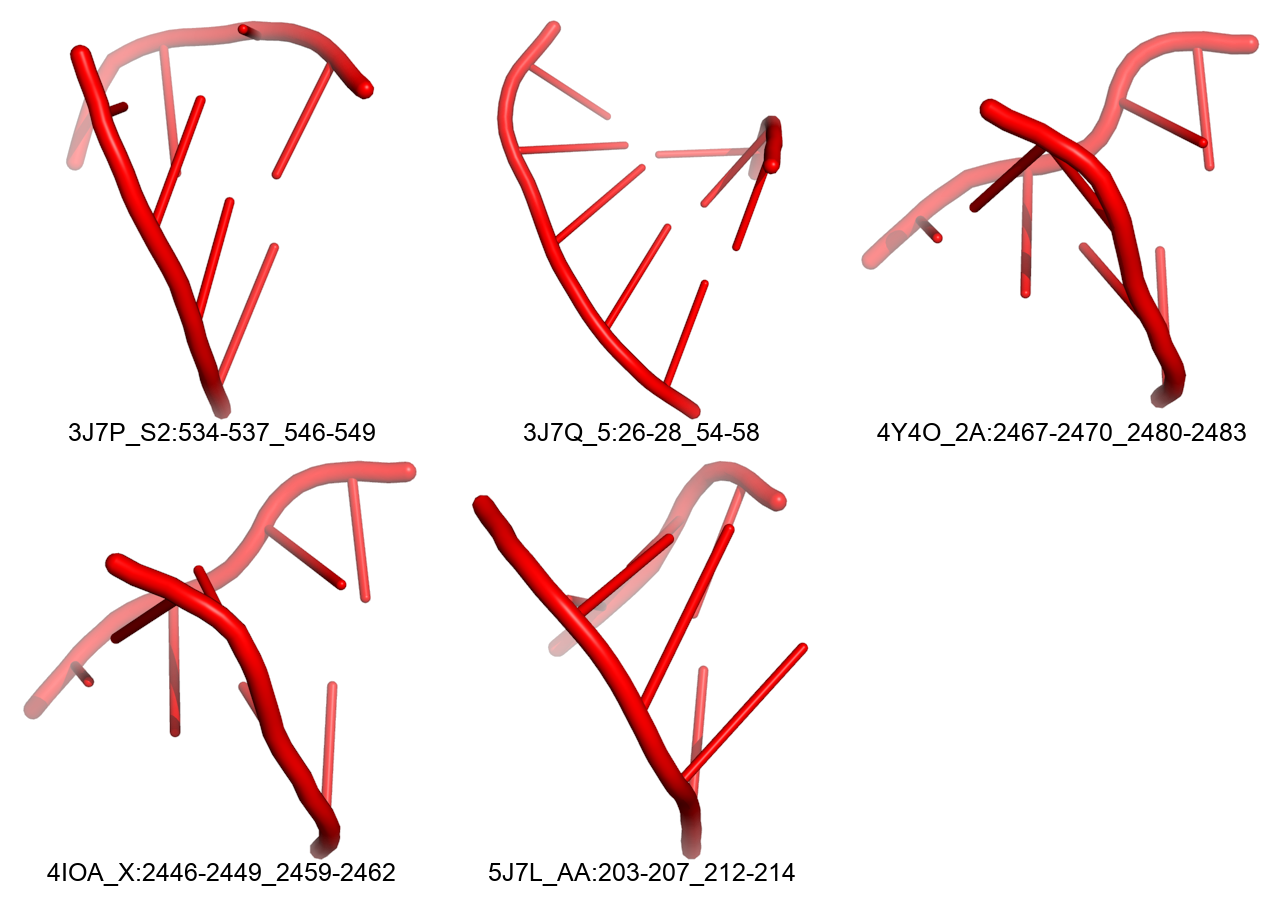 3J7P_S2:534-537_546-549
3J7Q_5:26-28_54-58
4Y4O_2A:2467-2470_2480-2483
4IOA_X:2446-2449_2459-2462
5J7L_AA:203-207_212-214